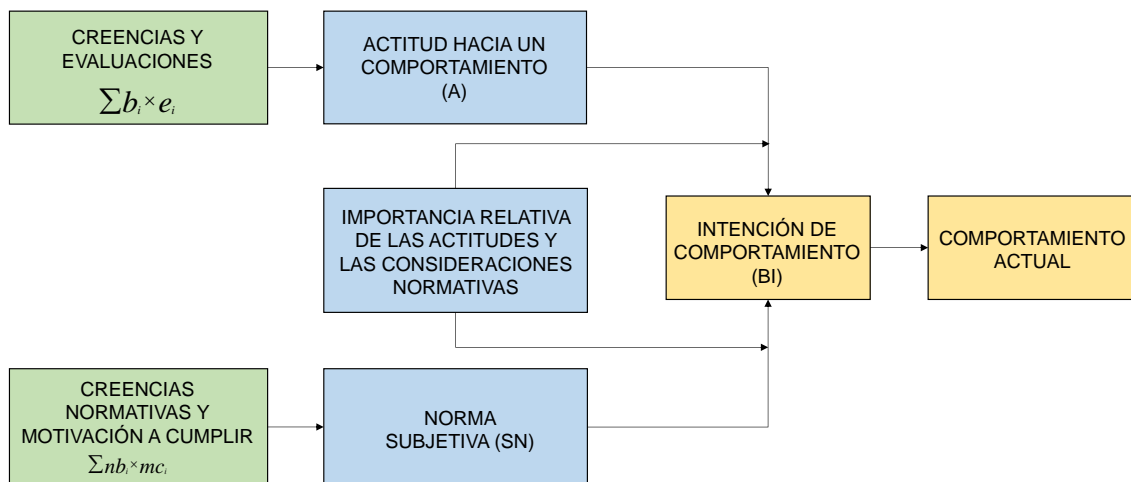 CREENCIAS Y
EVALUACIONES
∑bᵢ×eᵢ
ACTITUD HACIA UN
COMPORTAMIENTO
(A)
IMPORTANCIA RELATIVA
DE LAS ACTITUDES Y
LAS CONSIDERACIONES
NORMATIVAS
INTENCIÓN DE
COMPORTAMIENTO
(BI)
COMPORTAMIENTO
ACTUAL
CREENCIAS
NORMATIVAS Y
MOTIVACIÓN A CUMPLIR
∑nbᵢ×mcᵢ
NORMA
SUBJETIVA (SN)